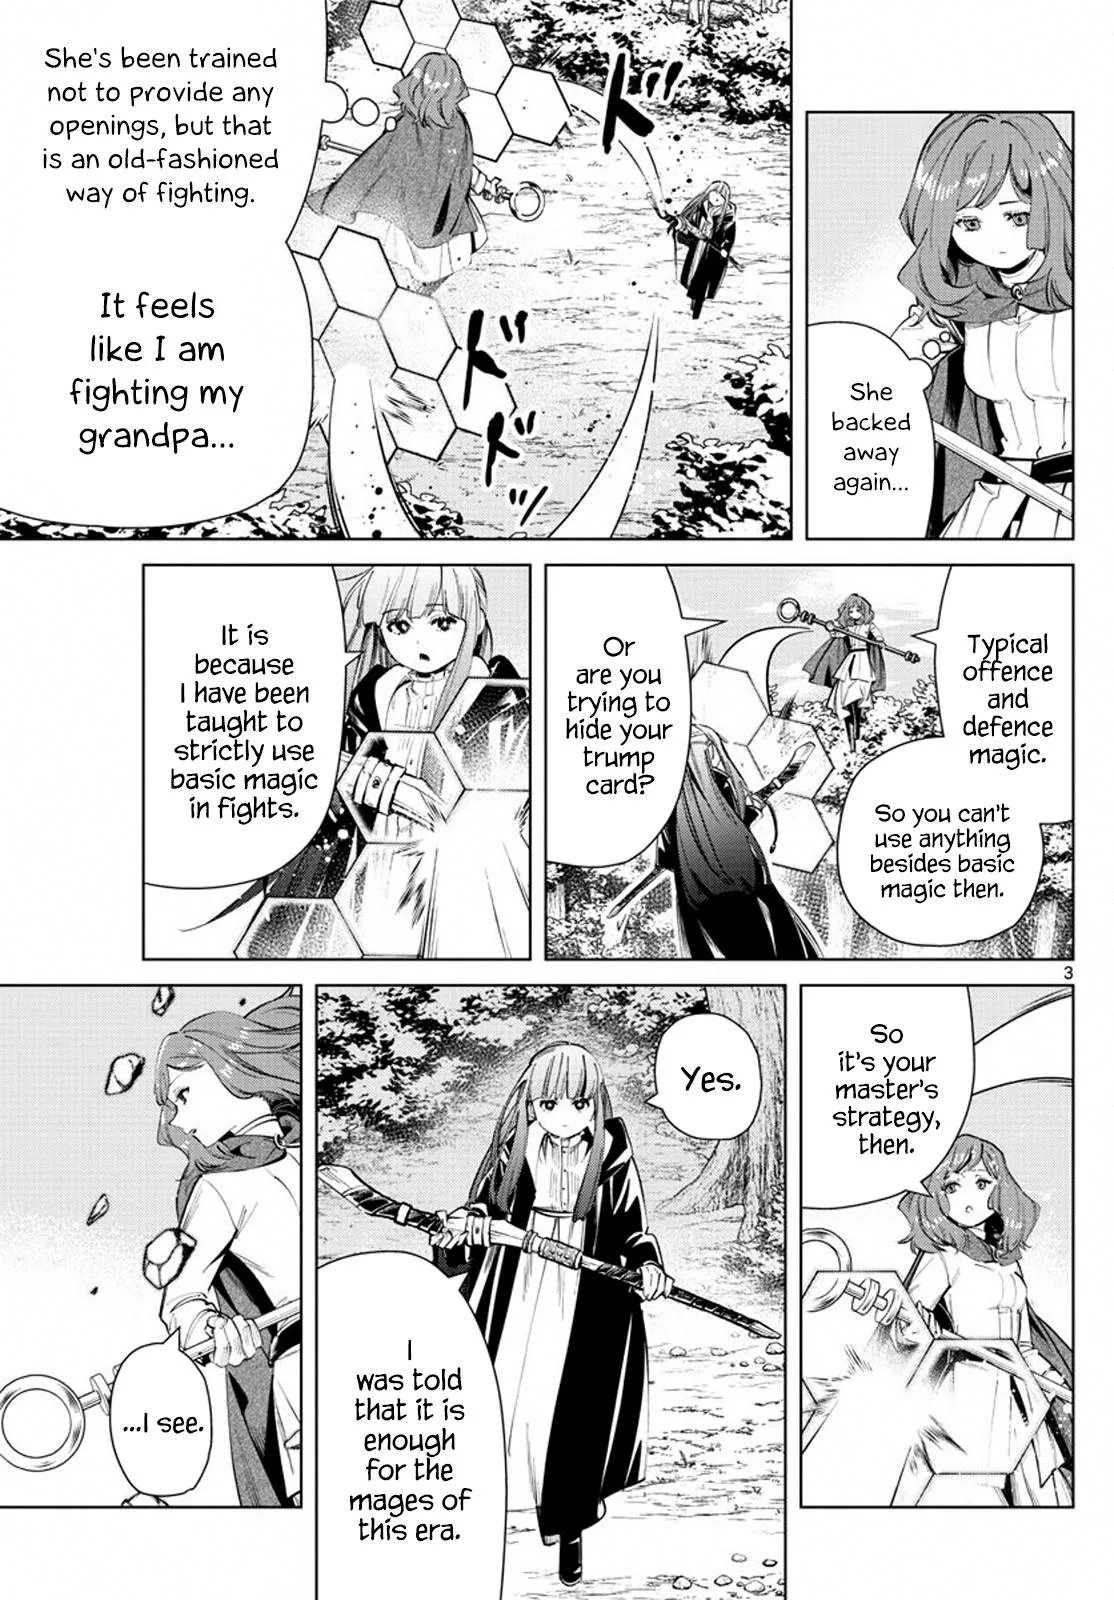 She
backed
away
again...
She's been trained
not to provide any
openings, but that
is an old-fashioned
way of fighting.
It feels
like I am
fighting my
grandpa...
ドド
ドドド
Typical
offence
and
defence
magic.
So you can't
use anything
besides basic
magic then.
Or
are you
trying to
hide your
trump
card?
It is
because
I have been
taught to
strictly use
basic magic
in fights.
3
So
it's your
master's
strategy,
then.
Yes.
I
was told
that it is
enough
for the
mages of
this era.
...I see.